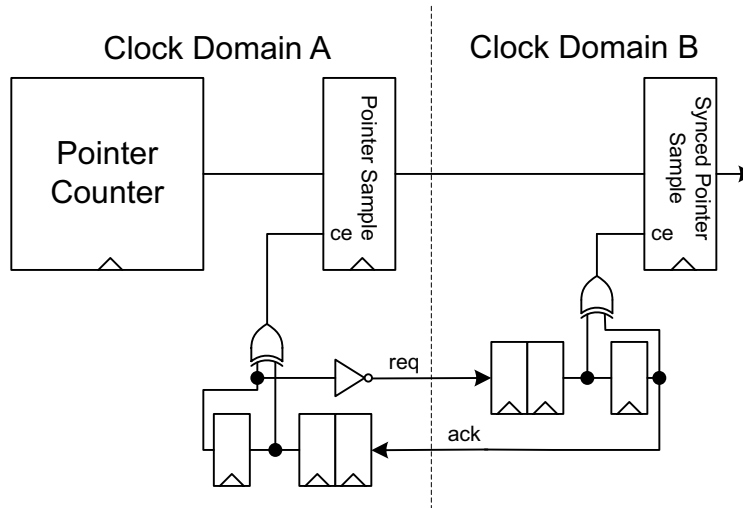 Clock Domain A
Clock Domain B
Pointer
Counter
Pointer Sample
ce
Synced Pointer
Sample
ce
req
ack